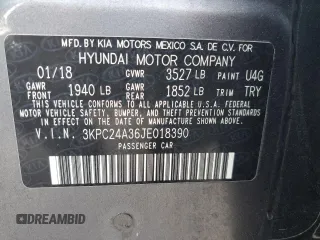 MFD. BY KIA MOTORS MEXICO S.A. DE C.V. FOR
HYUNDAI MOTOR COMPANY
01/18 GVWR 3527 LB PAINT U4G
GAWR FRONT 1940 LB GAWR REAR 1852 LB TRIM TRY
THIS VEHICLE CONFORMS TO ALL APPLICABLE FEDERAL MOTOR VEHICLE
SAFETY, BUMPER, AND THEFT PREVENTION STANDARDS IN EFFECT ON
THE DATE OF MANUFACTURE SHOWN ABOVE.
V.I.N. 3KPC24A36JE018390
PASSENGER CAR
©DREAMBID